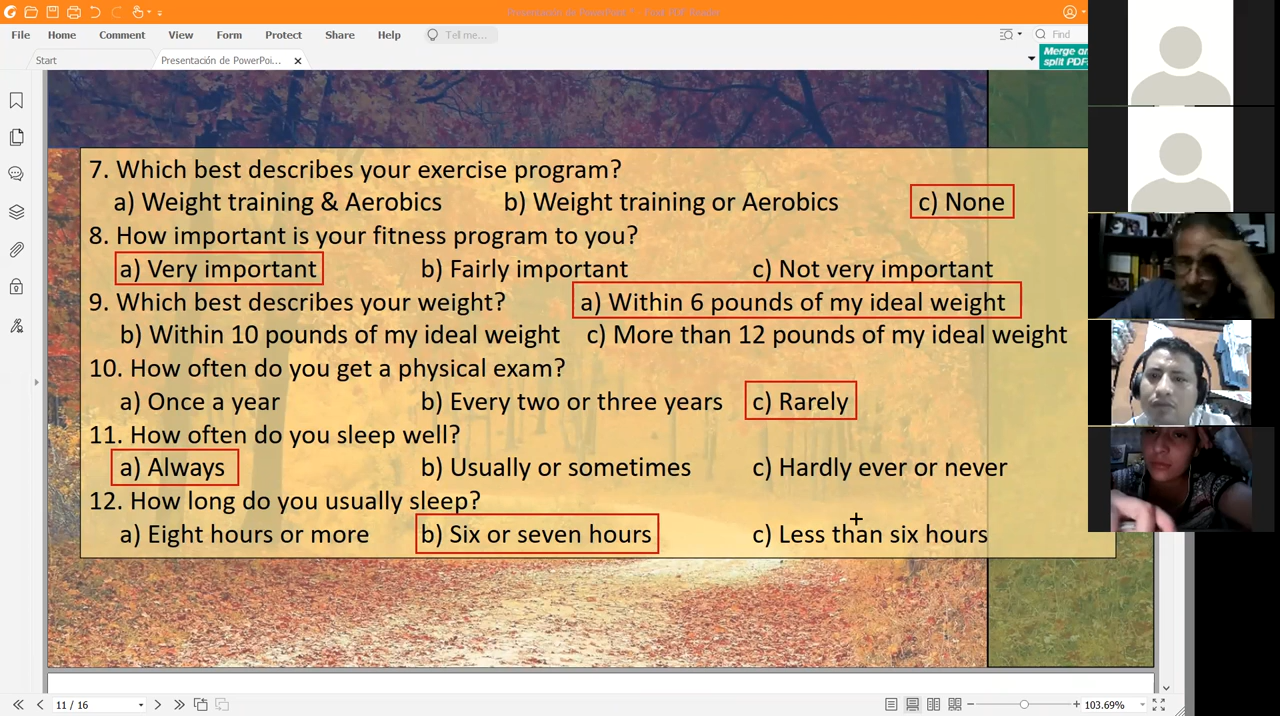 Presentación de PowerPoint * - Foxit PDF Reader
File Home Comment View Form Protect Share Help Tell me... Find
Start Presentación de PowerPoi... Merge an
split PDF
7. Which best describes your exercise program?
a) Weight training & Aerobics b) Weight training or Aerobics c) None
8. How important is your fitness program to you?
a) Very important b) Fairly important c) Not very important
9. Which best describes your weight? a) Within 6 pounds of my ideal weight
b) Within 10 pounds of my ideal weight c) More than 12 pounds of my ideal weight
10. How often do you get a physical exam?
a) Once a year b) Every two or three years c) Rarely
11. How often do you sleep well?
a) Always b) Usually or sometimes c) Hardly ever or never
12. How long do you usually sleep?
a) Eight hours or more b) Six or seven hours c) Less than six hours
11 / 16 103.69%